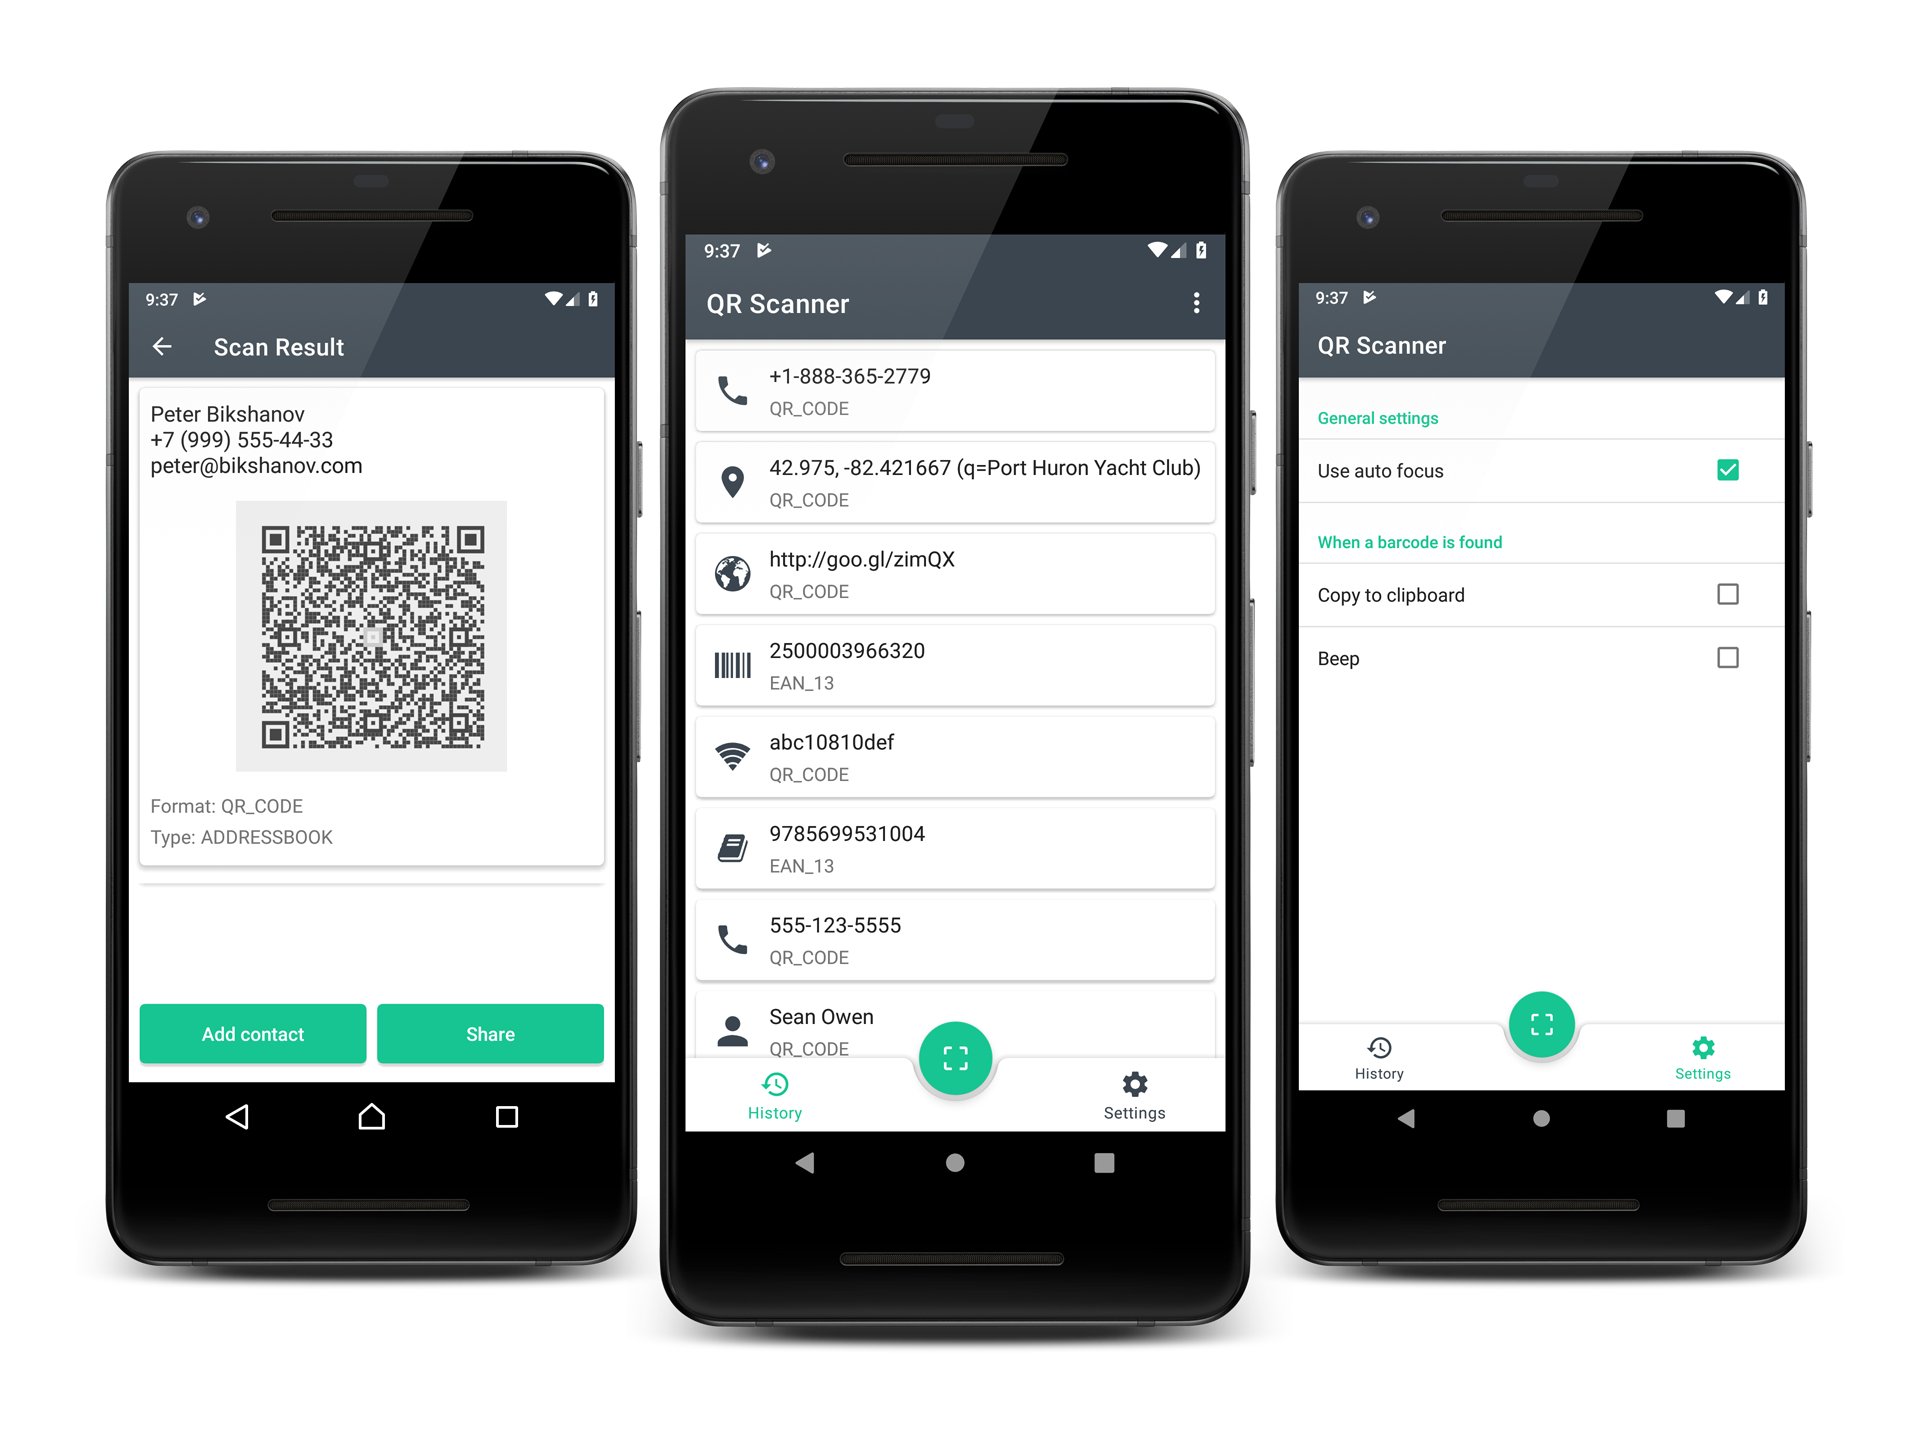 9:37
Scan Result
Peter Bikshanov
+7 (999) 555-44-33
peter@bikshanov.com
Format: QR_CODE
Type: ADDRESSBOOK
Add contact
Share
9:37
QR Scanner
+1-888-365-2779
QR_CODE
42.975, -82.421667 (q=Port Huron Yacht Club)
QR_CODE
http://goo.gl/zimQX
QR_CODE
2500003966320
EAN_13
abc10810def
QR_CODE
9785699531004
EAN_13
555-123-5555
QR_CODE
Sean Owen
QR_CODE
History
Settings
9:37
QR Scanner
General settings
Use auto focus
When a barcode is found
Copy to clipboard
Beep
History
Settings